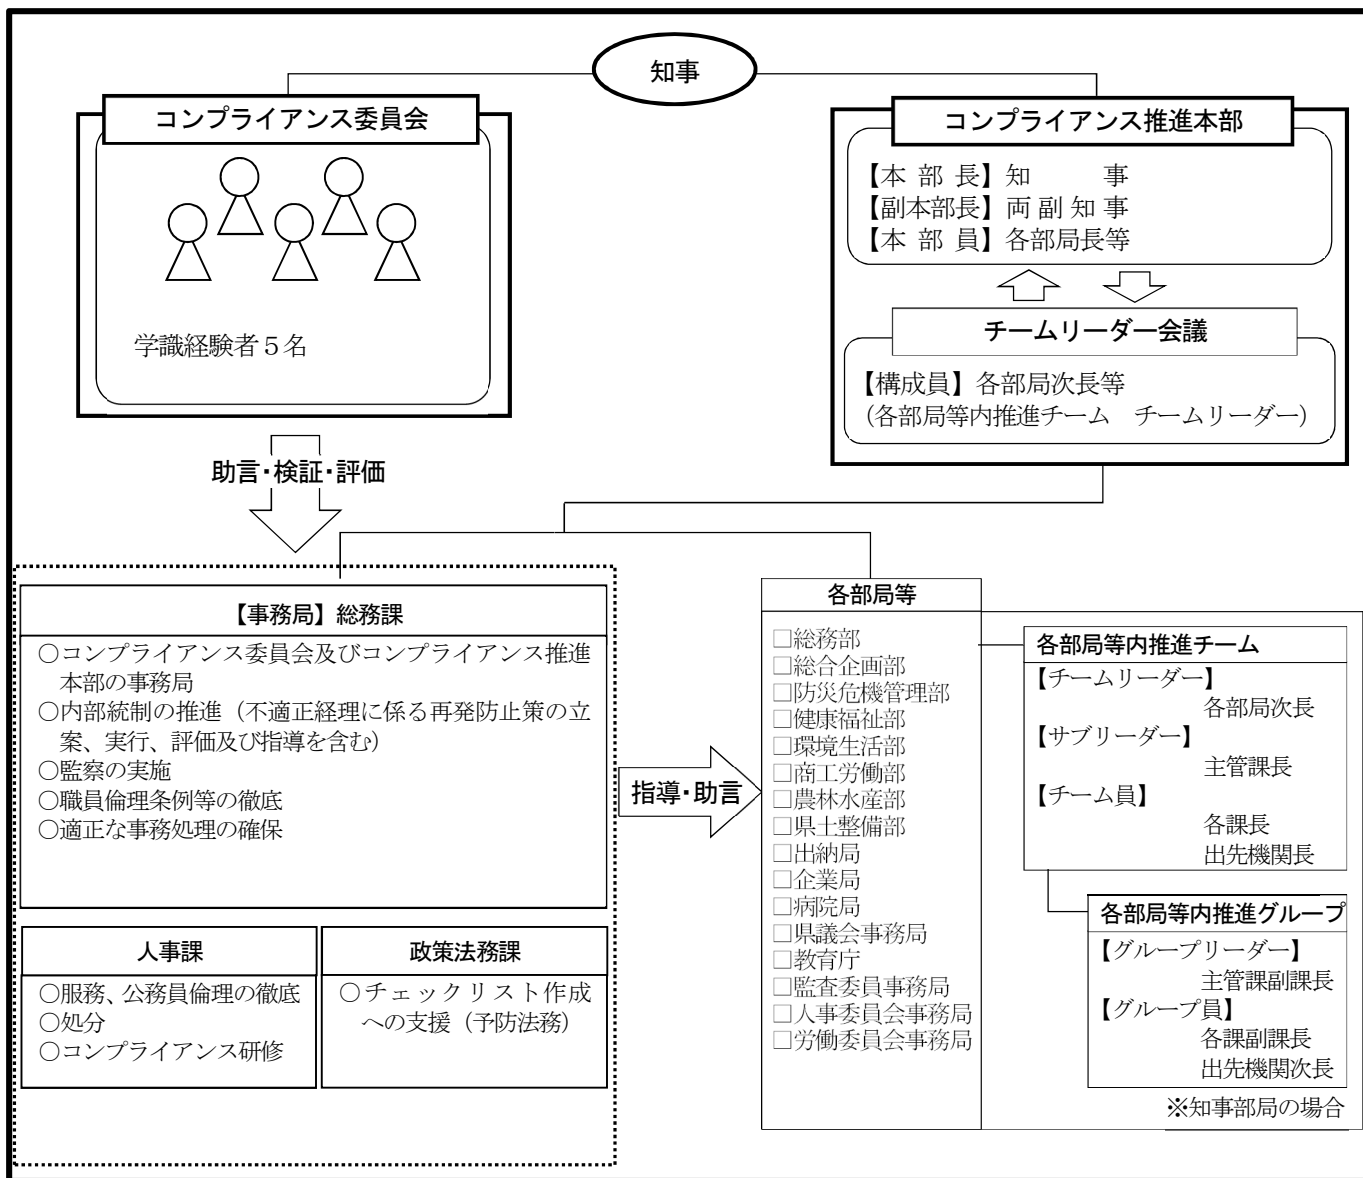 知事
コンプライアンス委員会
学識経験者５名
コンプライアンス推進本部
【本 部 長】知　　　事
【副本部長】両 副 知 事
【本 部 員】各部局長等
チームリーダー会議
【構成員】各部局次長等
（各部局等内推進チーム　チームリーダー）
助言・検証・評価
【事務局】総務課
○コンプライアンス委員会及びコンプライアンス推進
本部の事務局
○内部統制の推進（不適正経理に係る再発防止策の立
案、実行、評価及び指導を含む）
○監察の実施
○職員倫理条例等の徹底
○適正な事務処理の確保
人事課
○服務、公務員倫理の徹底
○処分
○コンプライアンス研修
政策法務課
○チェックリスト作成
への支援（予防法務）
指導・助言
各部局等
□総務部
□総合企画部
□防災危機管理部
□健康福祉部
□環境生活部
□商工労働部
□農林水産部
□県土整備部
□出納局
□企業局
□病院局
□県議会事務局
□教育庁
□監査委員事務局
□人事委員会事務局
□労働委員会事務局
各部局等内推進チーム
【チームリーダー】
各部局次長
【サブリーダー】
主管課長
【チーム員】
各課長
出先機関長
各部局等内推進グループ
【グループリーダー】
主管課副課長
【グループ員】
各課副課長
出先機関次長
※知事部局の場合